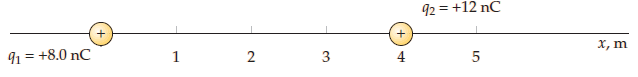 q₂ = +12 nC
+ +
x, m
q₁ = +8.0 nC 1 2 3 4 5